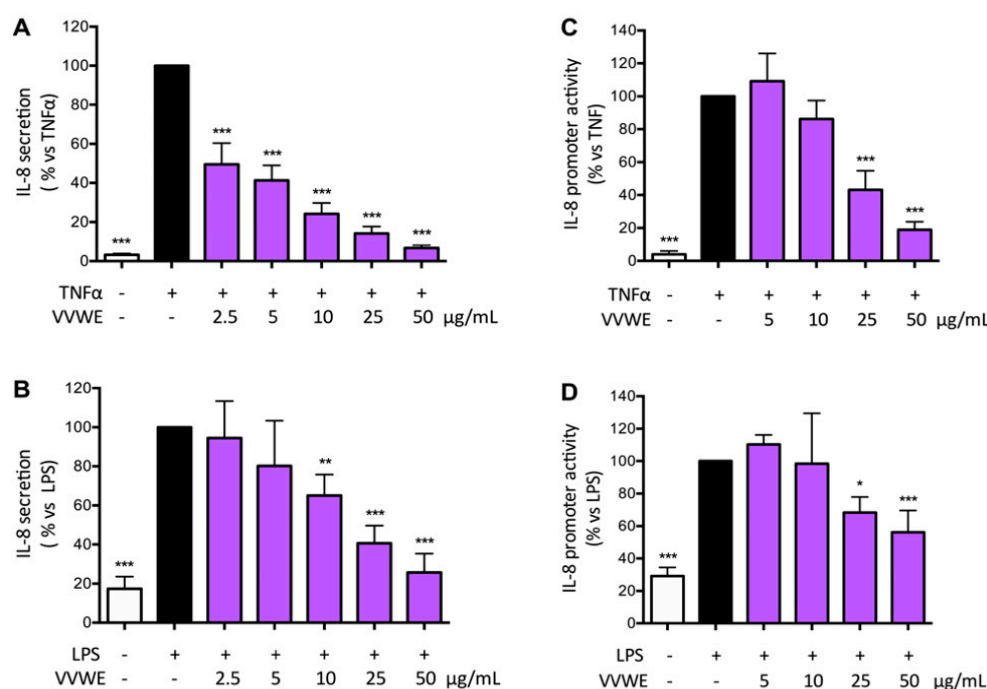 A
IL-8 secretion
( % vs TNFα)
120
100
80
60
40
20
0
***
***
***
***
***
***
TNFα - + + + + + +
VVWE - - 2.5 5 10 25 50 µg/mL
C
IL-8 promoter activity
(% vs TNF)
140
120
100
80
60
40
20
0
***
***
***
TNFα - + + + + +
VVWE - - 5 10 25 50 µg/mL
B
IL-8 secretion
( % vs LPS)
120
100
80
60
40
20
0
***
**
***
***
LPS - + + + + + +
VVWE - - 2.5 5 10 25 50 µg/mL
D
IL-8 promoter activity
(% vs LPS)
140
120
100
80
60
40
20
0
***
*
***
LPS - + + + + +
VVWE - - 5 10 25 50 µg/mL